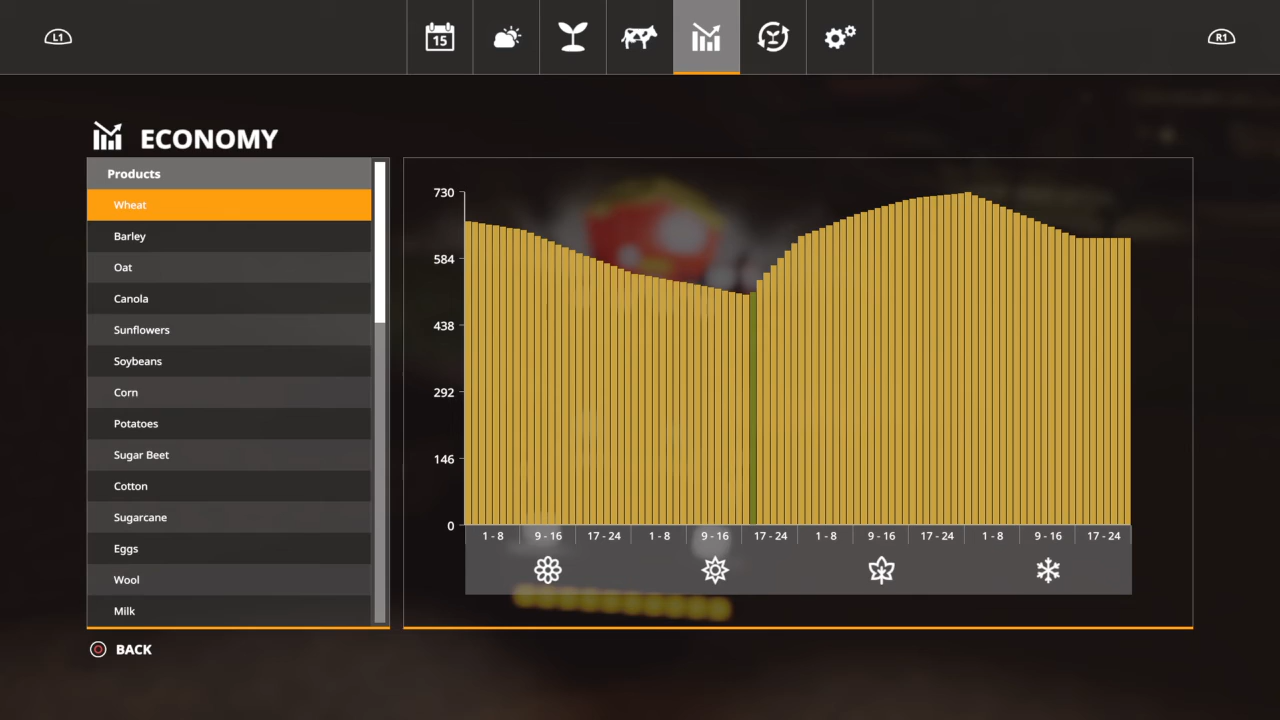 L1
15
R1
ECONOMY
Products
Wheat
Barley
Oat
Canola
Sunflowers
Soybeans
Corn
Potatoes
Sugar Beet
Cotton
Sugarcane
Eggs
Wool
Milk
730
584
438
292
146
0
1 - 8 9 - 16 17 - 24 1 - 8 9 - 16 17 - 24 1 - 8 9 - 16 17 - 24 1 - 8 9 - 16 17 - 24
BACK